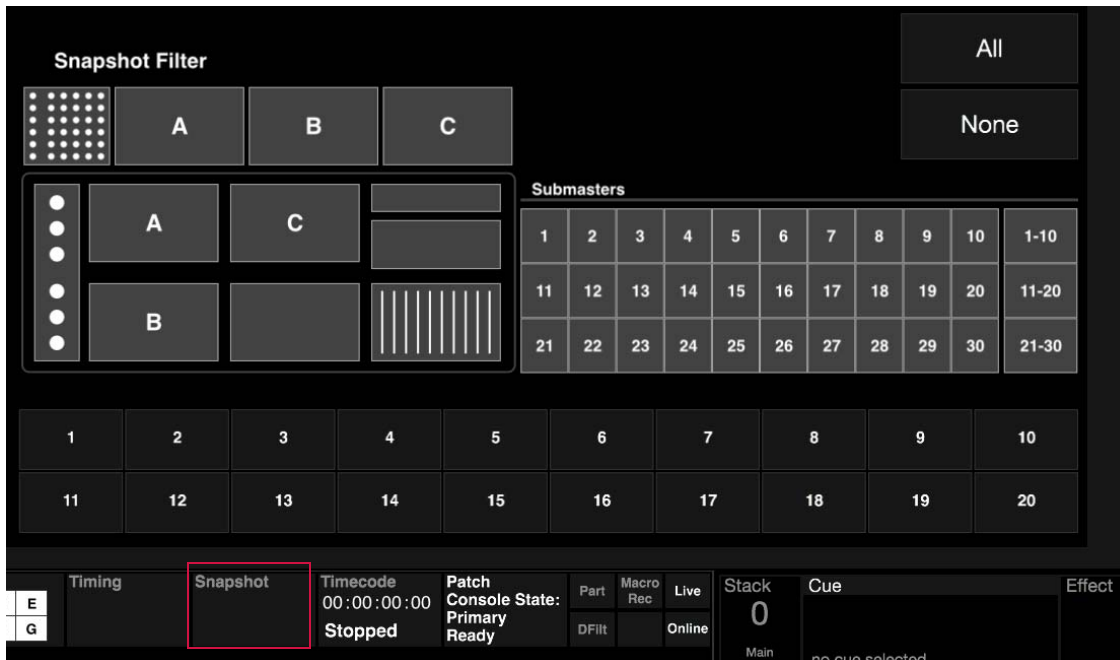 All
Snapshot Filter
None
A B C
Submasters
A C
1 2 3 4 5 6 7 8 9 10 1-10
11 12 13 14 15 16 17 18 19 20 11-20
B
21 22 23 24 25 26 27 28 29 30 21-30
1 2 3 4 5 6 7 8 9 10
11 12 13 14 15 16 17 18 19 20
E
G
Timing
Snapshot
Timecode
00:00:00:00
Stopped
Patch
Console State:
Primary
Ready
Part
Macro
Rec
Live
DFilt
Online
Stack
0
Main
Cue
no cue selected
Effect